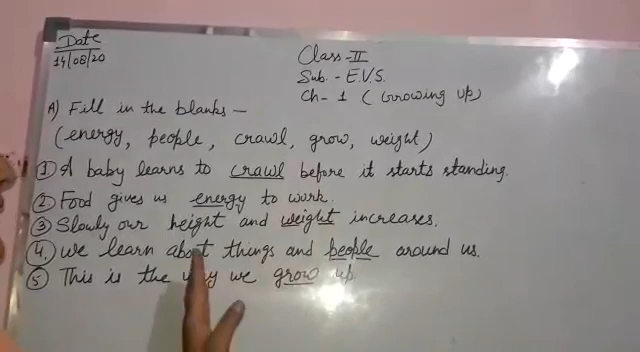 Date
14/08/20
Class - II
Sub. - E.V.S.
Ch- 1 ( Growing up)
A) Fill in the blanks —
(energy, people, crawl, grow, weight)
① A baby learns to crawl before it starts standing.
② Food gives us energy to work.
③ Slowly our height and weight increases.
④. We learn about things and people around us.
⑤ This is the way we grow up